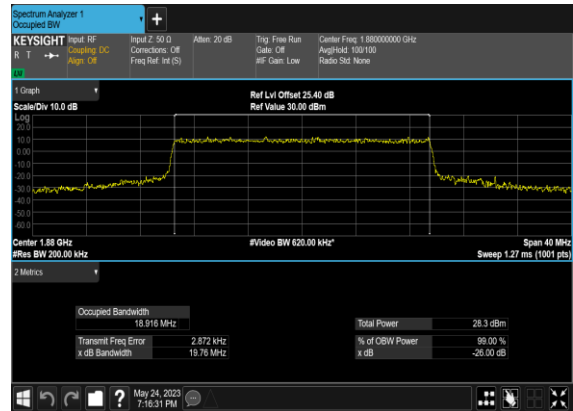 Spectrum Analyzer 1
Occupied BW
+
KEYSIGHT Input: RF
R T Coupling: DC
Align: Off
Input Z: 50 Ω
Corrections: Off
Freq Ref: Int (S)
Atten: 20 dB
Trig: Free Run
Gate: Off
#IF Gain: Low
Center Freq: 1.880000000 GHz
Avg|Hold: 100/100
Radio Std: None
1 Graph
Scale/Div 10.0 dB
Ref Lvl Offset 25.40 dB
Ref Value 30.00 dBm
Log
20.0
10.0
0.00
-10.0
-20.0
-30.0
-40.0
-50.0
-60.0
Center 1.88 GHz
#Res BW 200.00 kHz
#Video BW 620.00 kHz*
Span 40 MHz
Sweep 1.27 ms (1001 pts)
2 Metrics
Occupied Bandwidth
18.916 MHz
Total Power 28.3 dBm
Transmit Freq Error 2.872 kHz
% of OBW Power 99.00 %
x dB Bandwidth 19.76 MHz
x dB -26.00 dB
?
May 24, 2023
7:16:31 PM